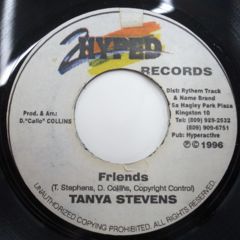 2 HYPED
RECORDS
Dist: Rythem Track
& Name Brand
5a Hagley Park Plaza
Kingston 10
Tel: (809) 929-2532
(809) 909-6751
Pub: Hyperactive
Ⓟ©1996
Prod. & Arr:
D."Callo" COLLINS
Friends
(T. Stephens, D. Collins, Copyright Control)
TANYA STEVENS
UNAUTHORIZED COPYING PROHIBITED. ALL RIGHTS RESERVED